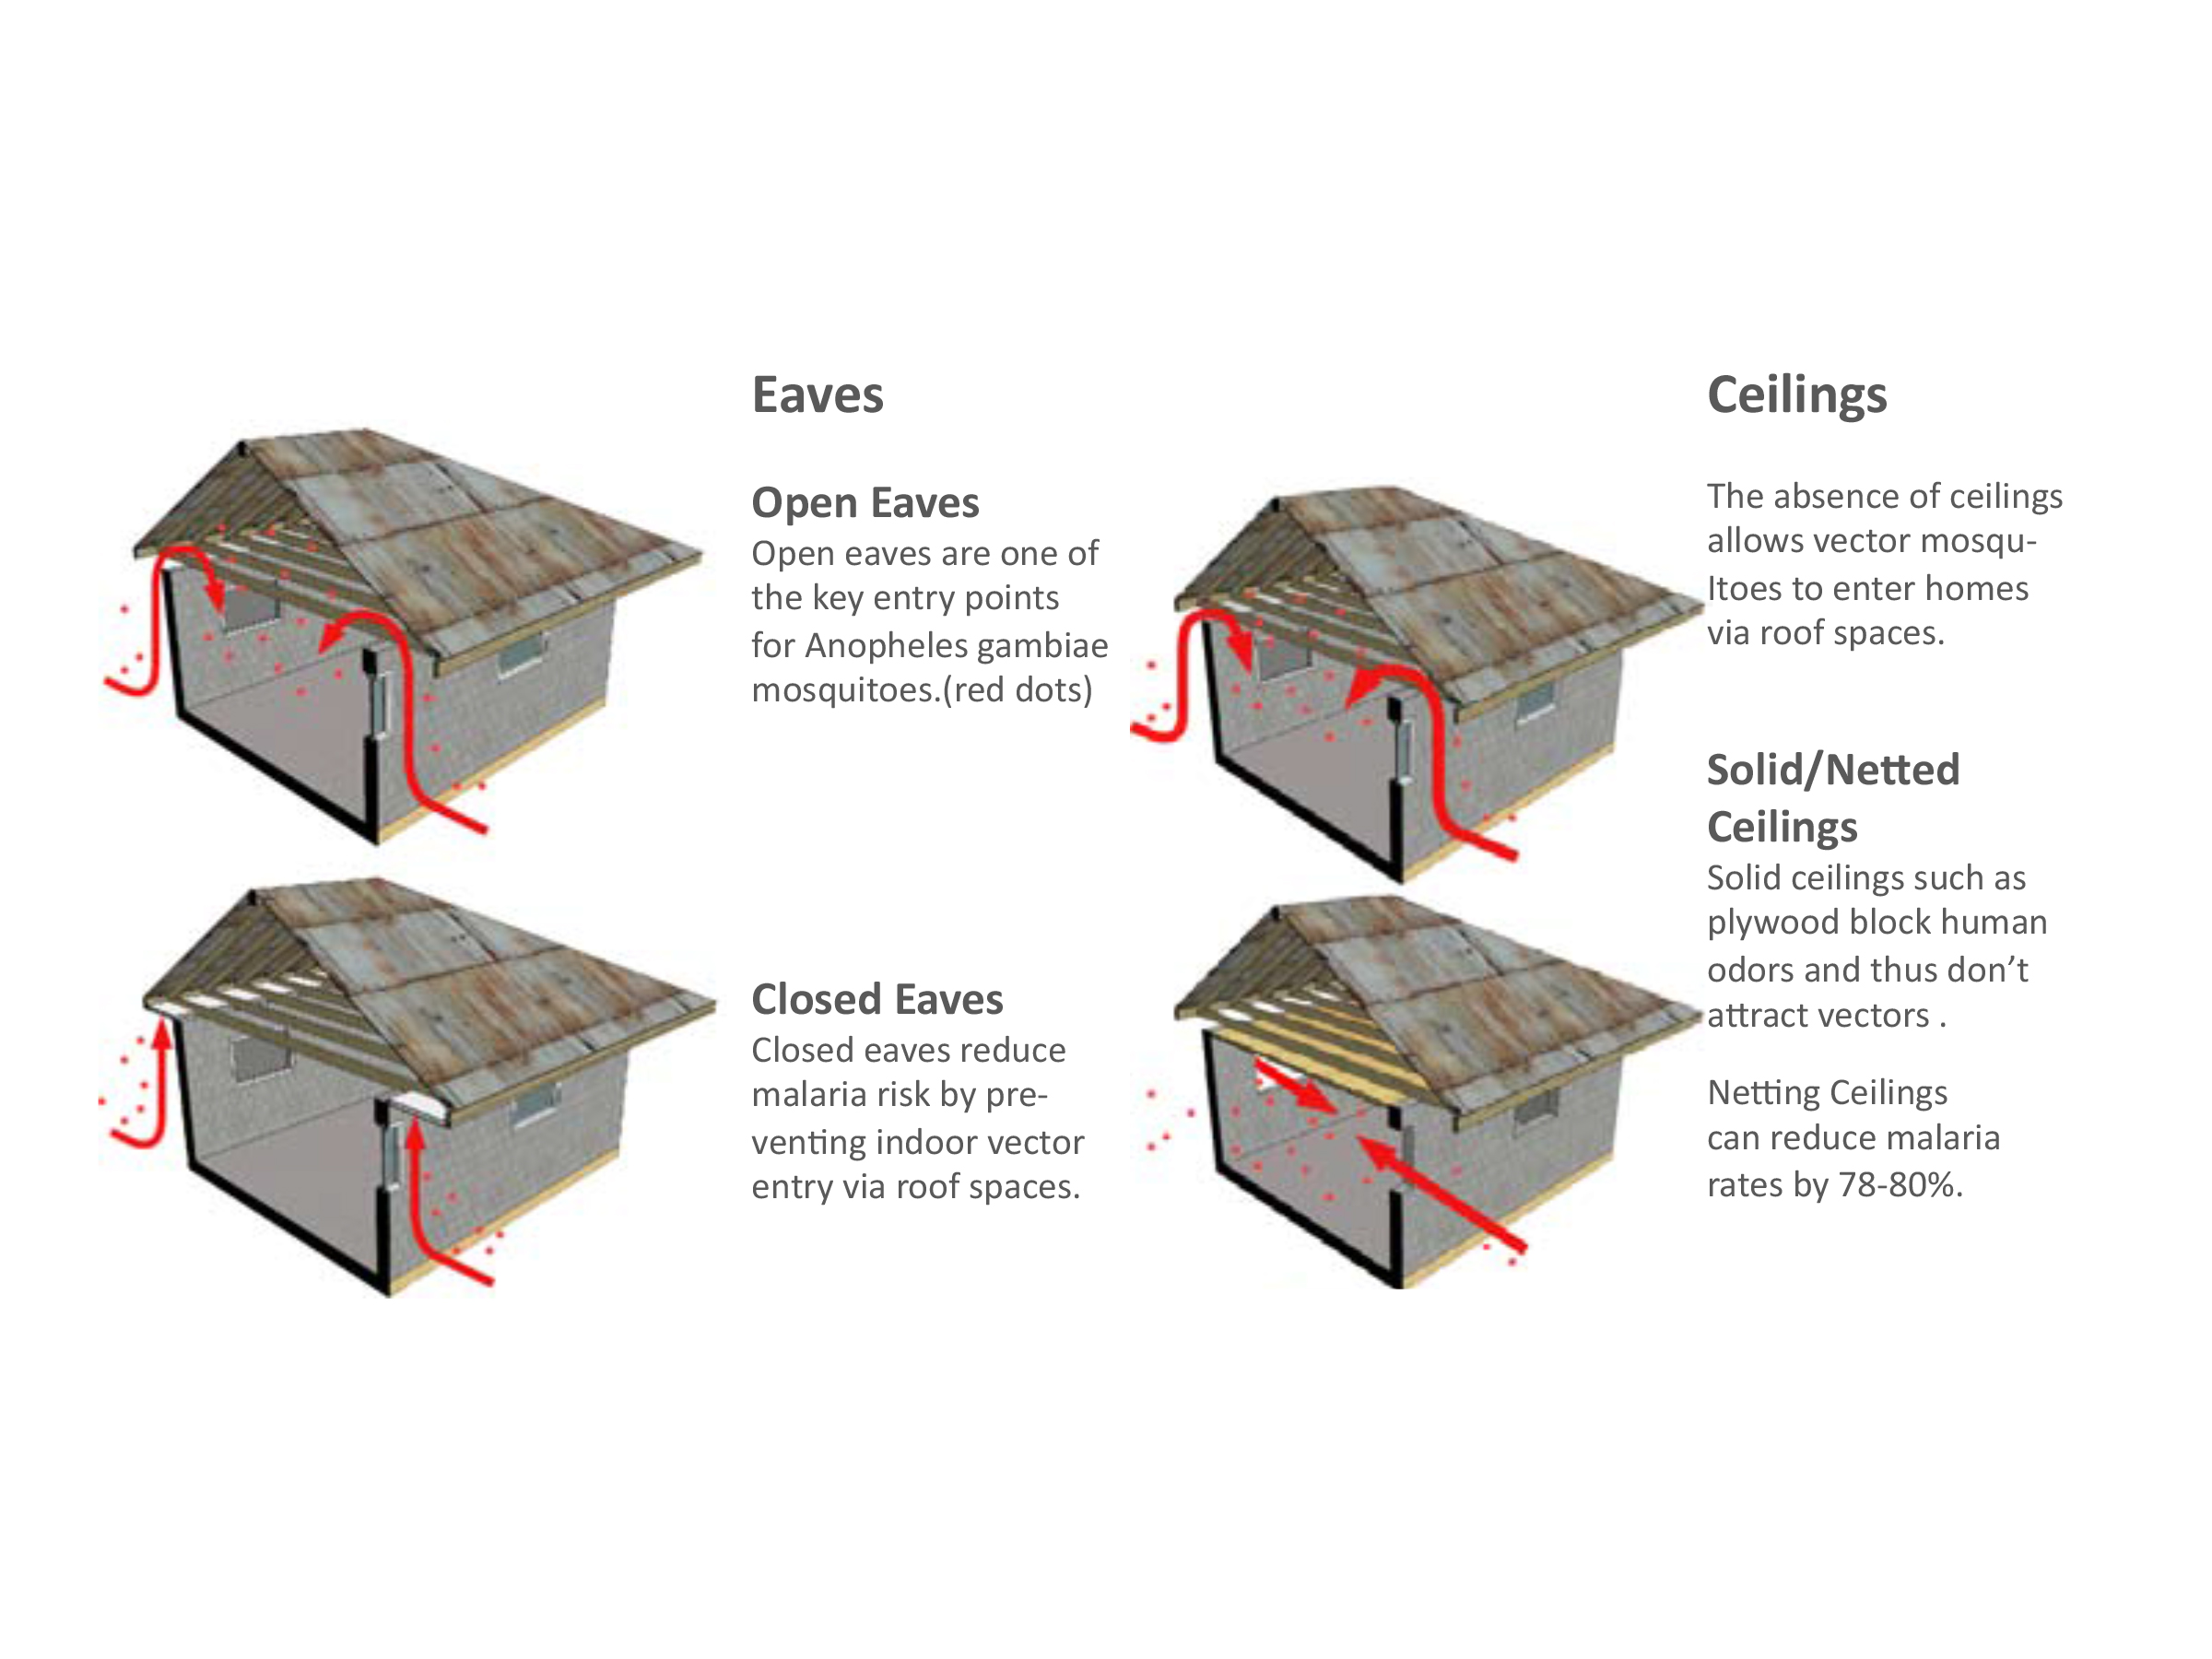 Eaves
Open Eaves
Open eaves are one of
the key entry points
for Anopheles gambiae
mosquitoes.(red dots)
Closed Eaves
Closed eaves reduce
malaria risk by pre-
venting indoor vector
entry via roof spaces.
Ceilings
The absence of ceilings
allows vector mosqu-
Itoes to enter homes
via roof spaces.
Solid/Netted
Ceilings
Solid ceilings such as
plywood block human
odors and thus don’t
attract vectors .
Netting Ceilings
can reduce malaria
rates by 78-80%.